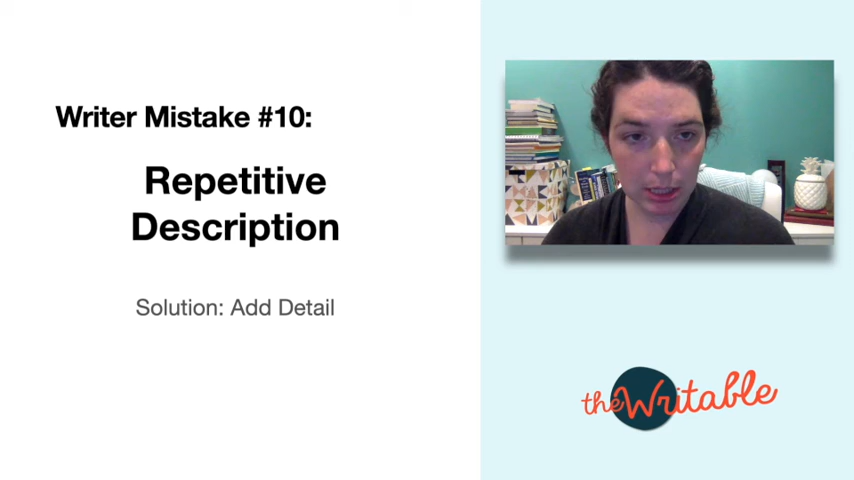 Writer Mistake #10:
Repetitive
Description
Solution: Add Detail
theWritable